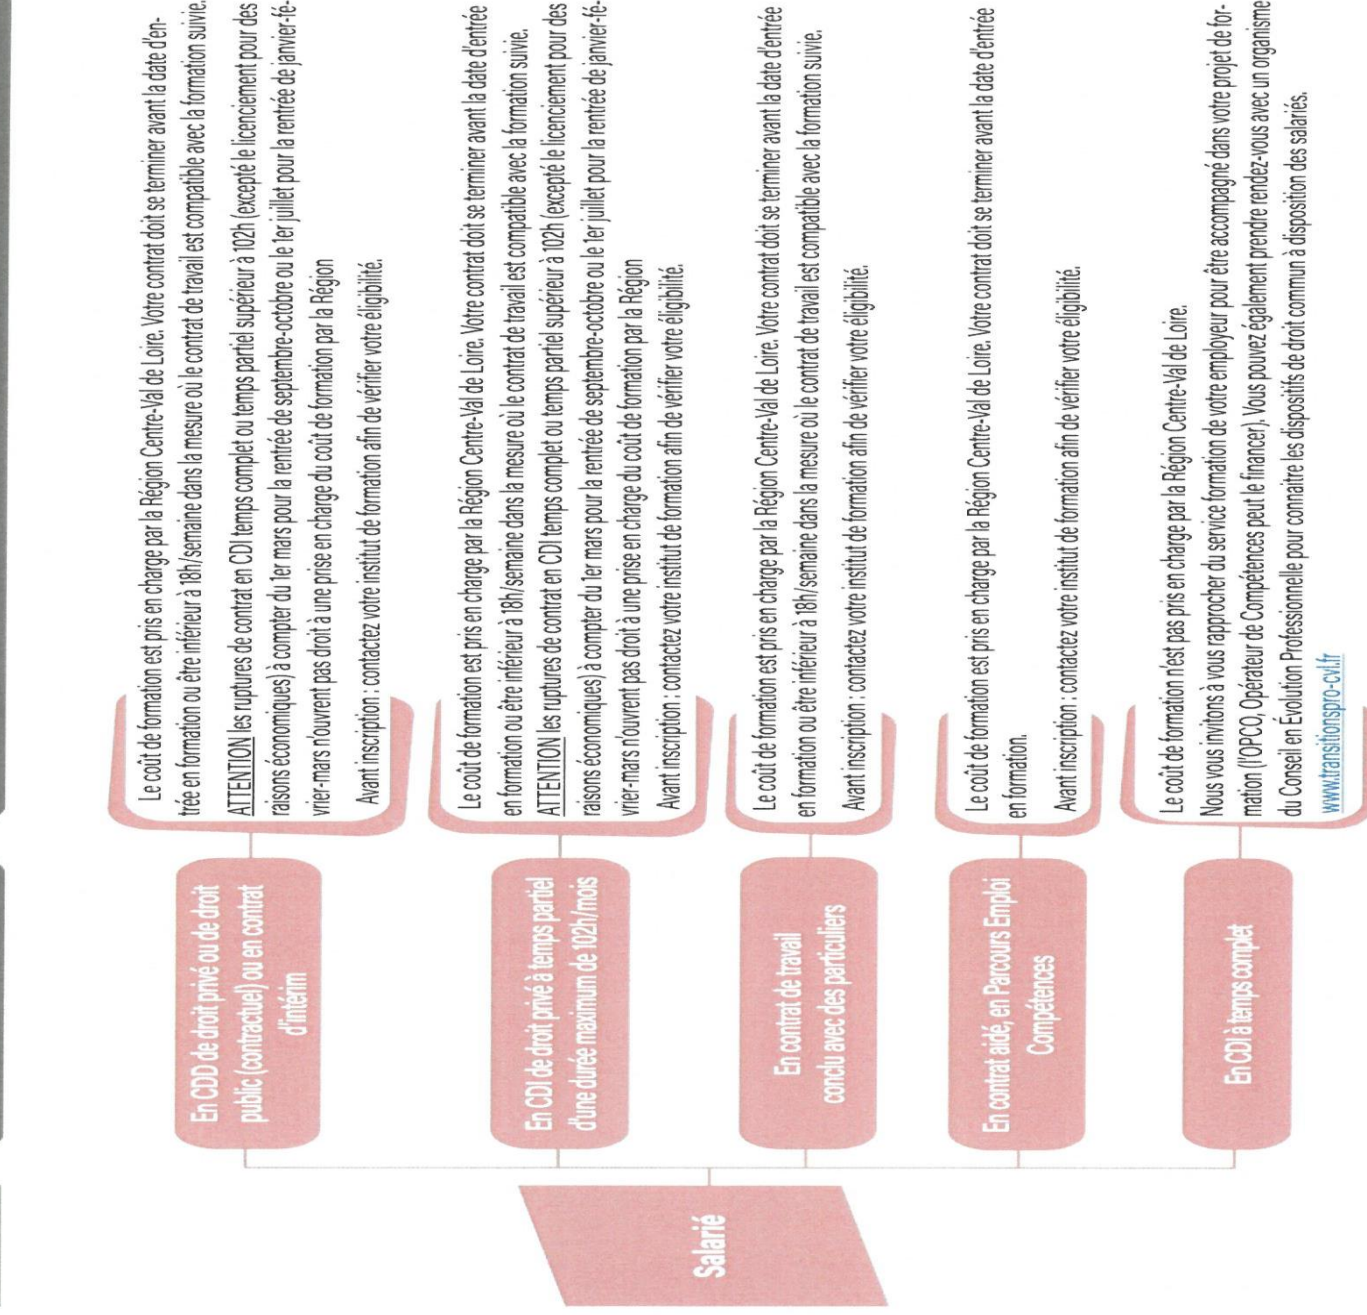 Salarié
En CDD de droit privé ou de droit
public (contractuel) ou en contrat
d'intérim
Le coût de formation est pris en charge par la Région Centre-Val de Loire. Votre contrat doit se terminer avant la date d'en-
trée en formation ou être inférieur à 18h/semaine dans la mesure où le contrat de travail est compatible avec la formation suivie.
ATTENTION les ruptures de contrat en CDI temps complet ou temps partiel supérieur à 102h (excepté le licenciement pour des
raisons économiques) à compter du 1er mars pour la rentrée de septembre-octobre ou le 1er juillet pour la rentrée de janvier-fé-
vrier-mars n'ouvrent pas droit à une prise en charge du coût de formation par la Région
Avant inscription : contactez votre institut de formation afin de vérifier votre éligibilité.
En CDI de droit privé à temps partiel
d'une durée maximum de 102h/mois
Le coût de formation est pris en charge par la Région Centre-Val de Loire. Votre contrat doit se terminer avant la date d'entrée
en formation ou être inférieur à 18h/semaine dans la mesure où le contrat de travail est compatible avec la formation suivie.
ATTENTION les ruptures de contrat en CDI temps complet ou temps partiel supérieur à 102h (excepté le licenciement pour des
raisons économiques) à compter du 1er mars pour la rentrée de septembre-octobre ou le 1er juillet pour la rentrée de janvier-fé-
vrier-mars n'ouvrent pas droit à une prise en charge du coût de formation par la Région
Avant inscription : contactez votre institut de formation afin de vérifier votre éligibilité.
En contrat de travail
conclu avec des particuliers
Le coût de formation est pris en charge par la Région Centre-Val de Loire. Votre contrat doit se terminer avant la date d'entrée
en formation ou être inférieur à 18h/semaine dans la mesure où le contrat de travail est compatible avec la formation suivie.
Avant inscription : contactez votre institut de formation afin de vérifier votre éligibilité.
En contrat aidé, en Parcours Emploi
Compétences
Le coût de formation est pris en charge par la Région Centre-Val de Loire. Votre contrat doit se terminer avant la date d'entrée
en formation.
Avant inscription : contactez votre institut de formation afin de vérifier votre éligibilité.
En CDI à temps complet
Le coût de formation n'est pas pris en charge par la Région Centre-Val de Loire.
Nous vous invitons à vous rapprocher du service formation de votre employeur pour être accompagné dans votre projet de for-
mation (l'OPCO, Opérateur de Compétences peut le financer). Vous pouvez également prendre rendez-vous avec un organisme
du Conseil en Évolution Professionnelle pour connaitre les dispositifs de droit commun à disposition des salariés.
www.transitionspro-cvl.fr